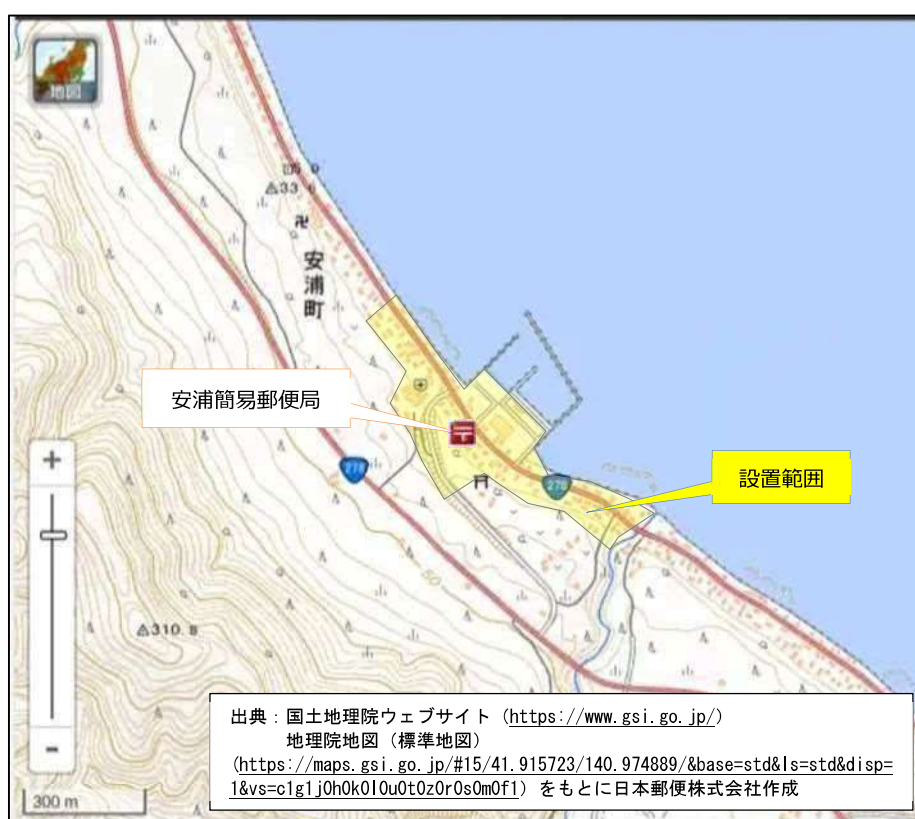 地図
33.
安浦町
安浦簡易郵便局
278
設置範囲
278
50
310.8
出典：国土地理院ウェブサイト（https://www.gsi.go.jp/）
地理院地図（標準地図）
（https://maps.gsi.go.jp/#15/41.915723/140.974889/&base=std&ls=std&disp=
1&vs=c1g1j0h0k0l0u0t0z0r0s0m0f1）をもとに日本郵便株式会社作成
300 m